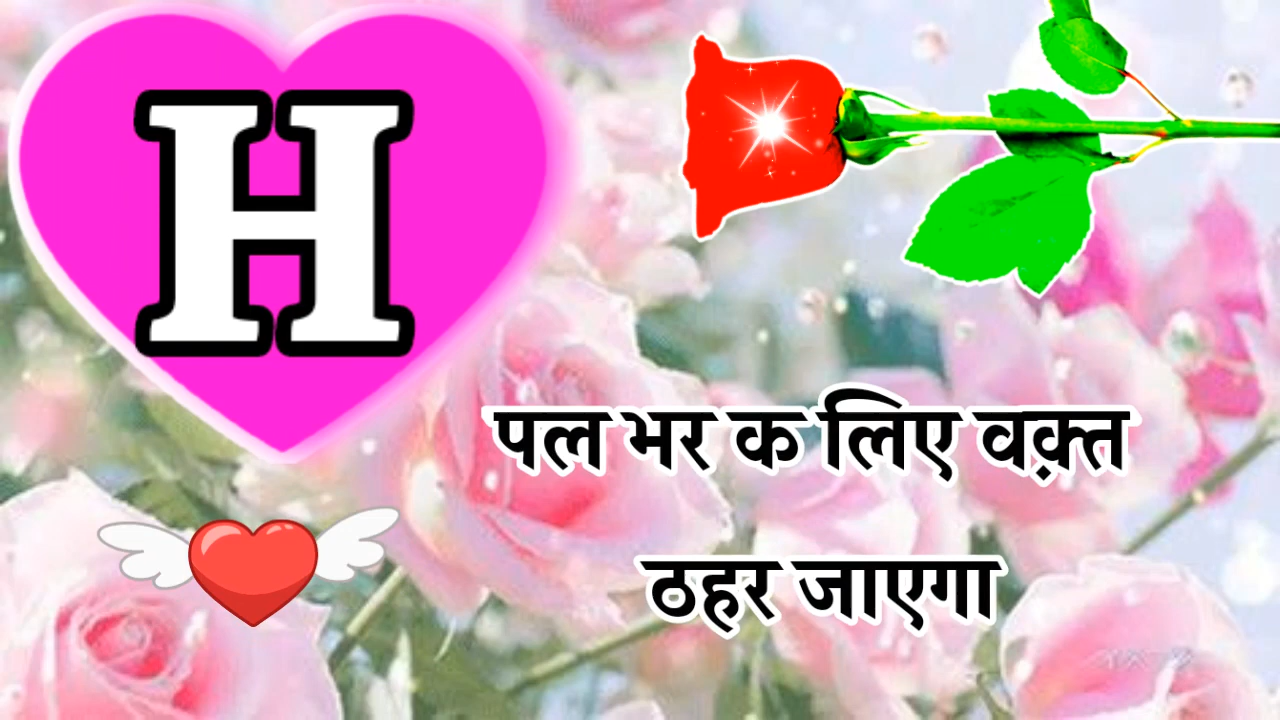 H
पल भर क लिए वक़्त
ठहर जाएगा